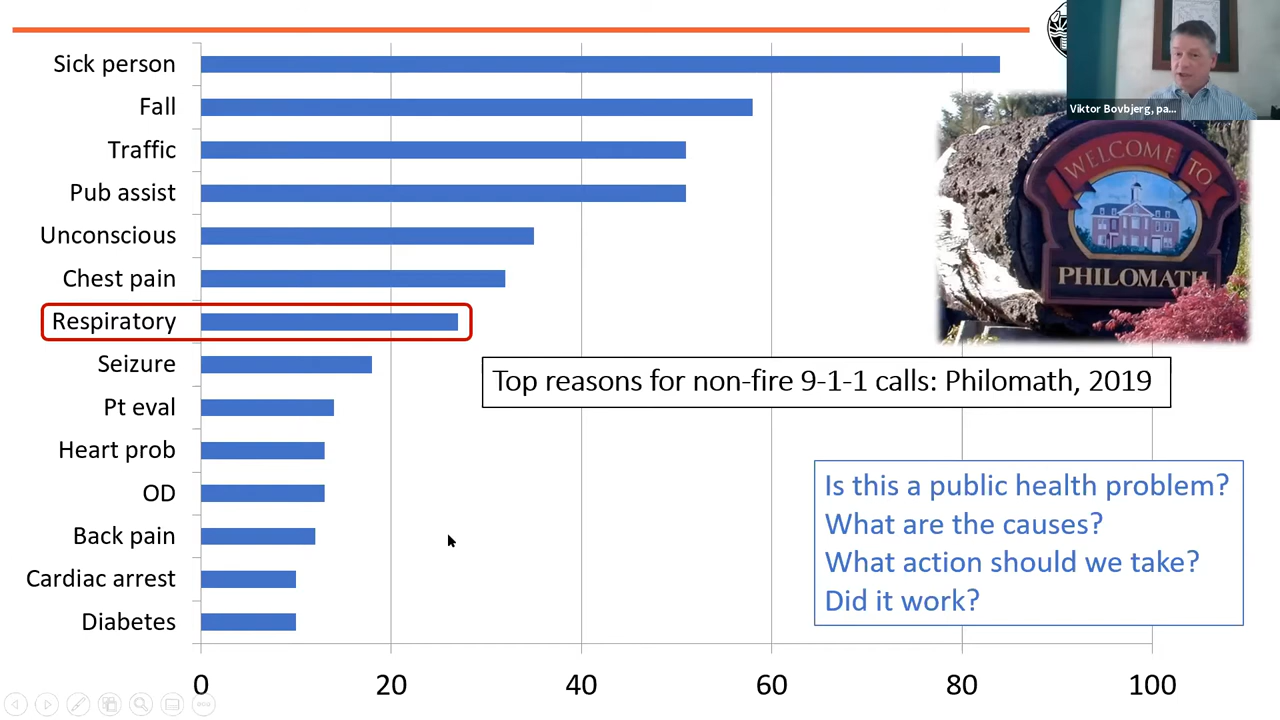 Sick person
Fall
Traffic
Pub assist
Unconscious
Chest pain
Respiratory
Seizure
Pt eval
Heart prob
OD
Back pain
Cardiac arrest
Diabetes
0 20 40 60 80 100
Viktor Bovbjerg, pa...
WELCOME TO
PHILOMATH
Top reasons for non-fire 9-1-1 calls: Philomath, 2019
Is this a public health problem?
What are the causes?
What action should we take?
Did it work?